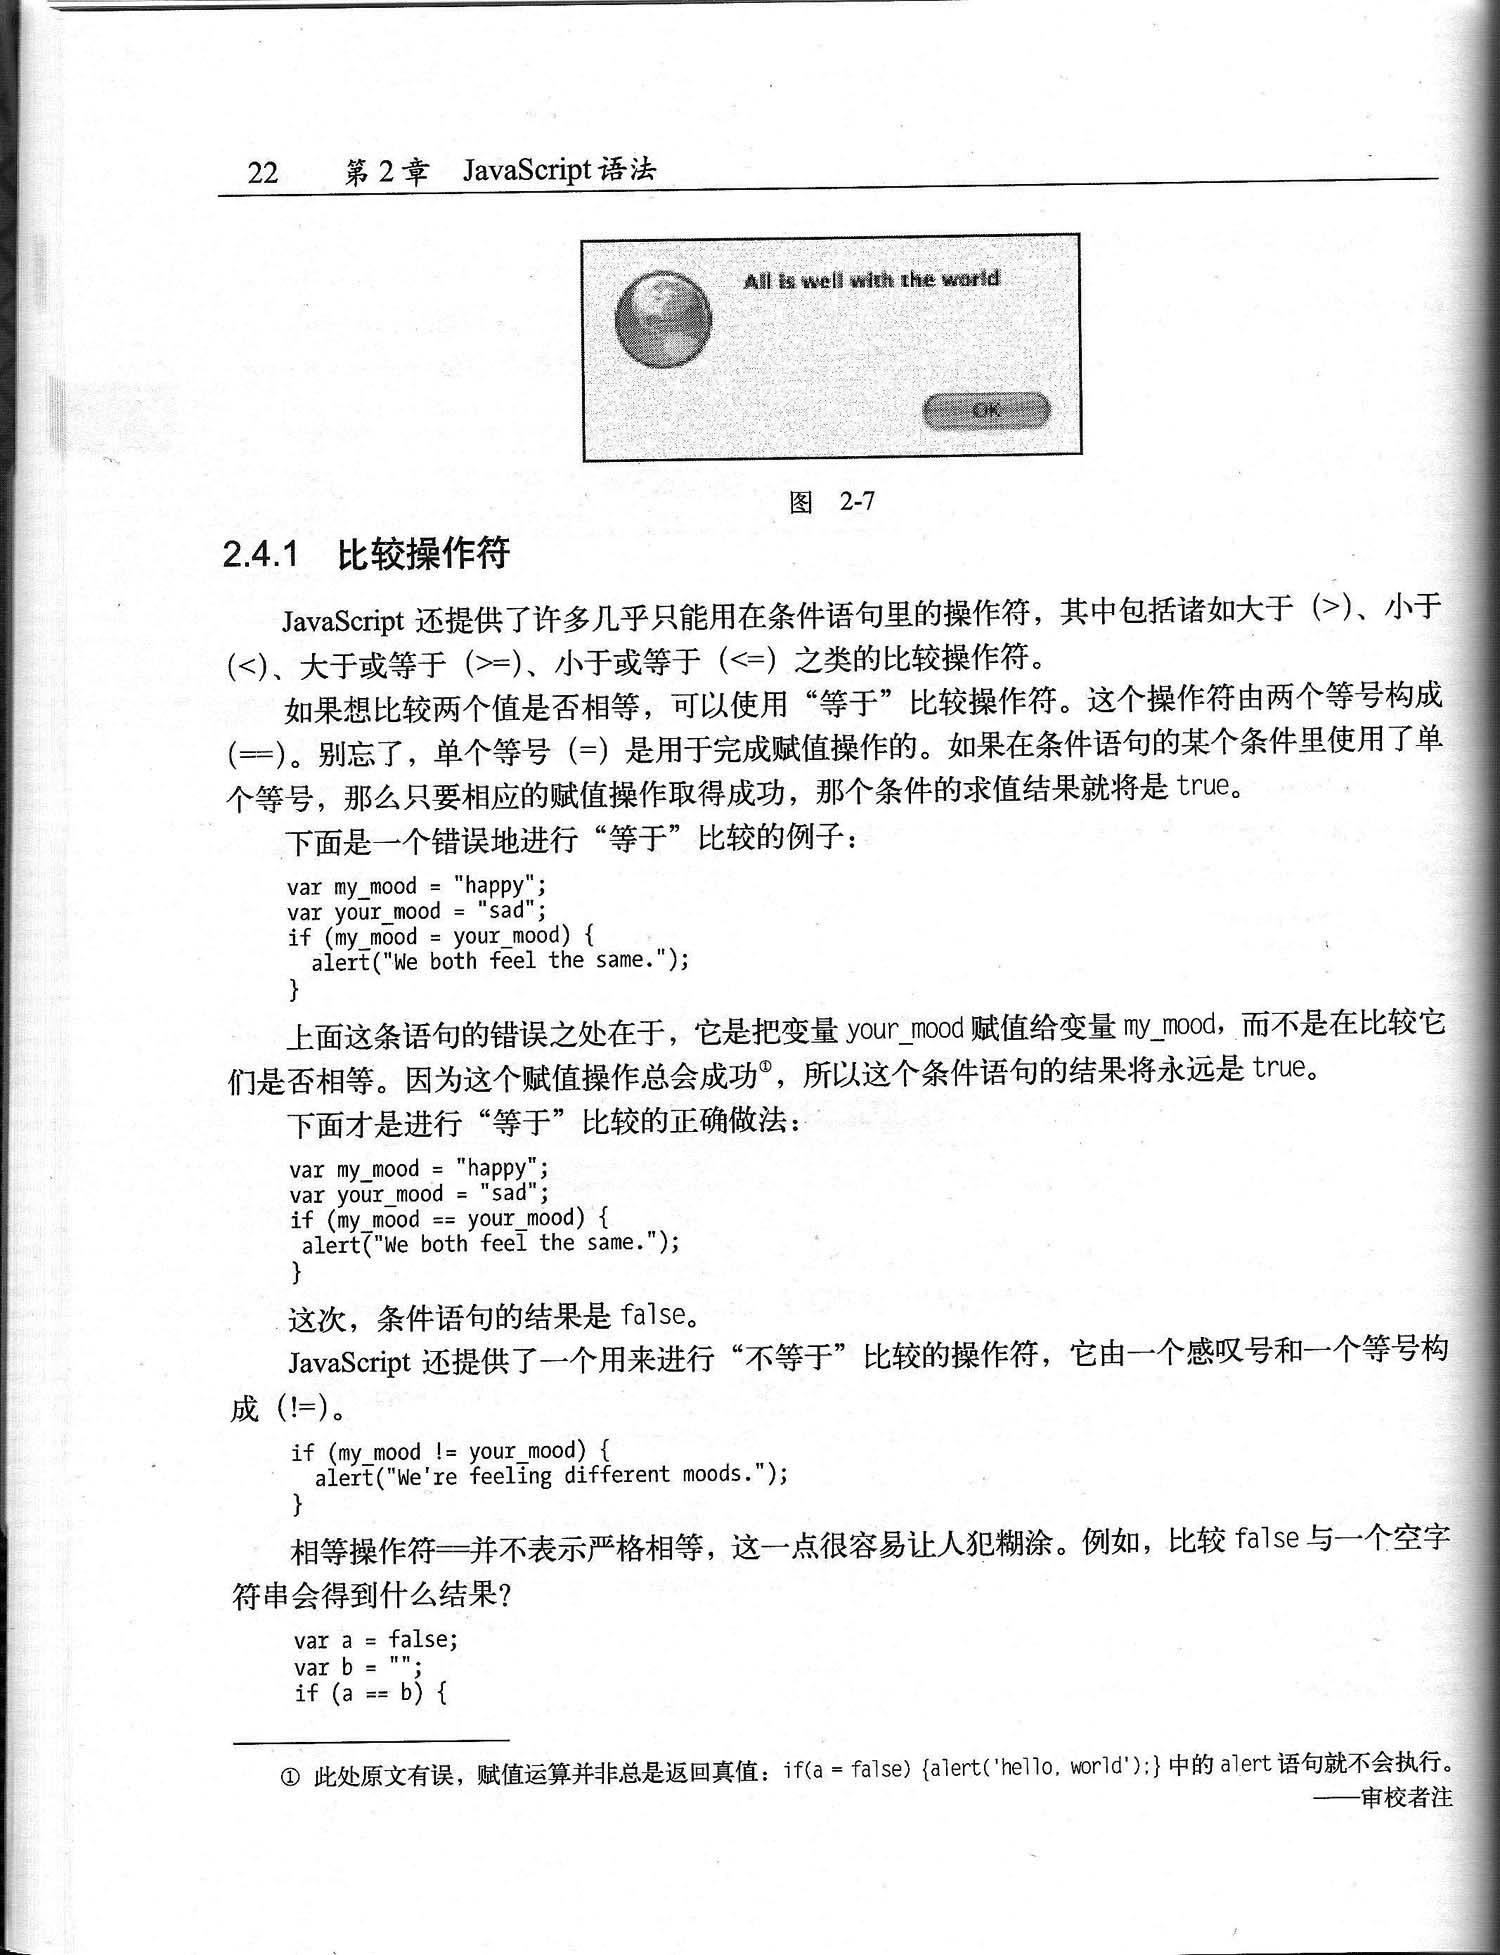 22 第 2 章 JavaScript 语法
All is well with the world
OK
图 2-7
2.4.1 比较操作符
JavaScript 还提供了许多几乎只能用在条件语句里的操作符，其中包括诸如大于（>）、小于
（<）、大于或等于（>=）、小于或等于（<=）之类的比较操作符。
如果想比较两个值是否相等，可以使用“等于”比较操作符。这个操作符由两个等号构成
（==）。别忘了，单个等号（=）是用于完成赋值操作的。如果在条件语句的某个条件里使用了单
个等号，那么只要相应的赋值操作取得成功，那个条件的求值结果就将是 true。
下面是一个错误地进行“等于”比较的例子：
var my_mood = "happy";
var your_mood = "sad";
if (my_mood = your_mood) {
  alert("We both feel the same.");
}
上面这条语句的错误之处在于，它是把变量 your_mood 赋值给变量 my_mood，而不是在比较它
们是否相等。因为这个赋值操作总会成功①，所以这个条件语句的结果将永远是 true。
下面才是进行“等于”比较的正确做法：
var my_mood = "happy";
var your_mood = "sad";
if (my_mood == your_mood) {
 alert("We both feel the same.");
}
这次，条件语句的结果是 false。
JavaScript 还提供了一个用来进行“不等于”比较的操作符，它由一个感叹号和一个等号构
成（!=）。
if (my_mood != your_mood) {
  alert("We're feeling different moods.");
}
相等操作符==并不表示严格相等，这一点很容易让人犯糊涂。例如，比较 false 与一个空字
符串会得到什么结果？
var a = false;
var b = "";
if (a == b) {
① 此处原文有误，赋值运算并非总是返回真值：if(a = false) {alert('hello, world');} 中的 alert 语句就不会执行。
——审校者注